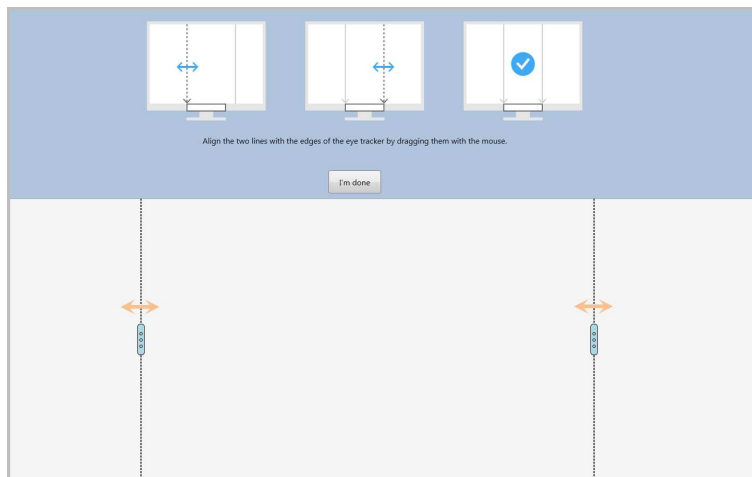 Align the two lines with the edges of the eye tracker by dragging them with the mouse.
I'm done